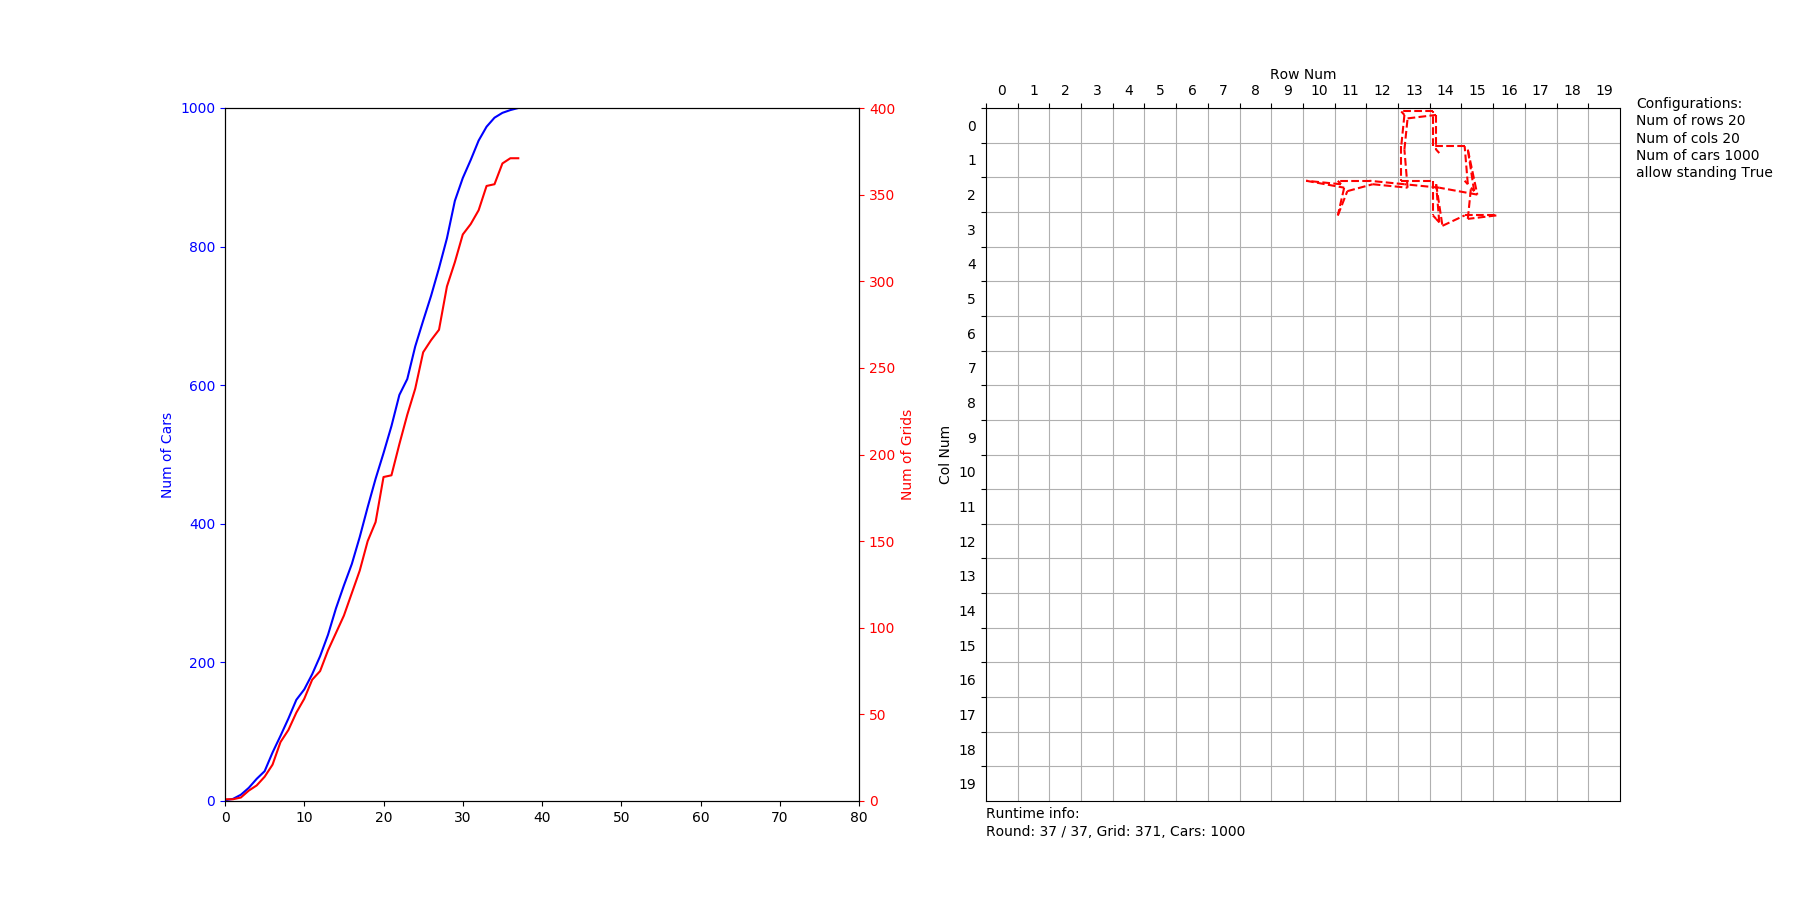 Row Num
0 1 2 3 4 5 6 7 8 9 10 11 12 13 14 15 16 17 18 19
Configurations:
Num of rows 20
Num of cols 20
Num of cars 1000
allow standing True
1000
800
600
400
200
0
Num of Cars
0 10 20 30 40 50 60 70 80
400
350
300
250
200
150
100
50
0
Num of Grids
Col Num
0
1
2
3
4
5
6
7
8
9
10
11
12
13
14
15
16
17
18
19
Runtime info:
Round: 37 / 37, Grid: 371, Cars: 1000